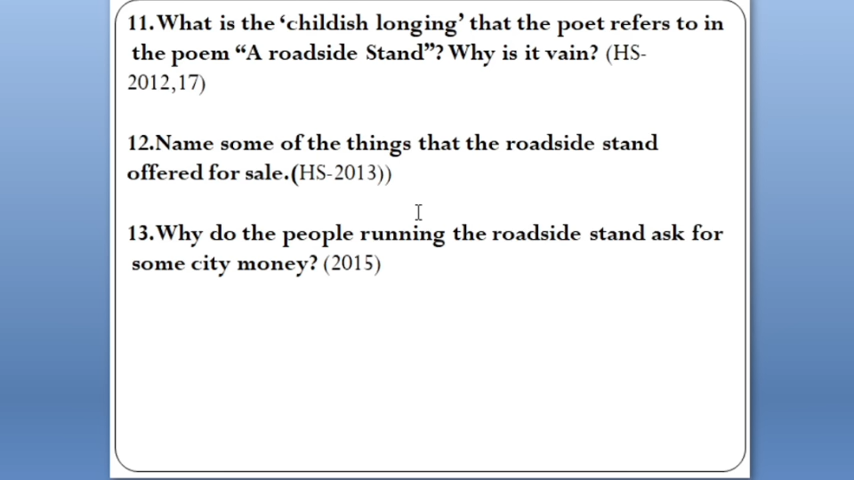 11.What is the ‘childish longing’ that the poet refers to in
the poem “A roadside Stand”? Why is it vain? (HS-
2012,17)
12.Name some of the things that the roadside stand
offered for sale.(HS-2013))
13.Why do the people running the roadside stand ask for
some city money? (2015)